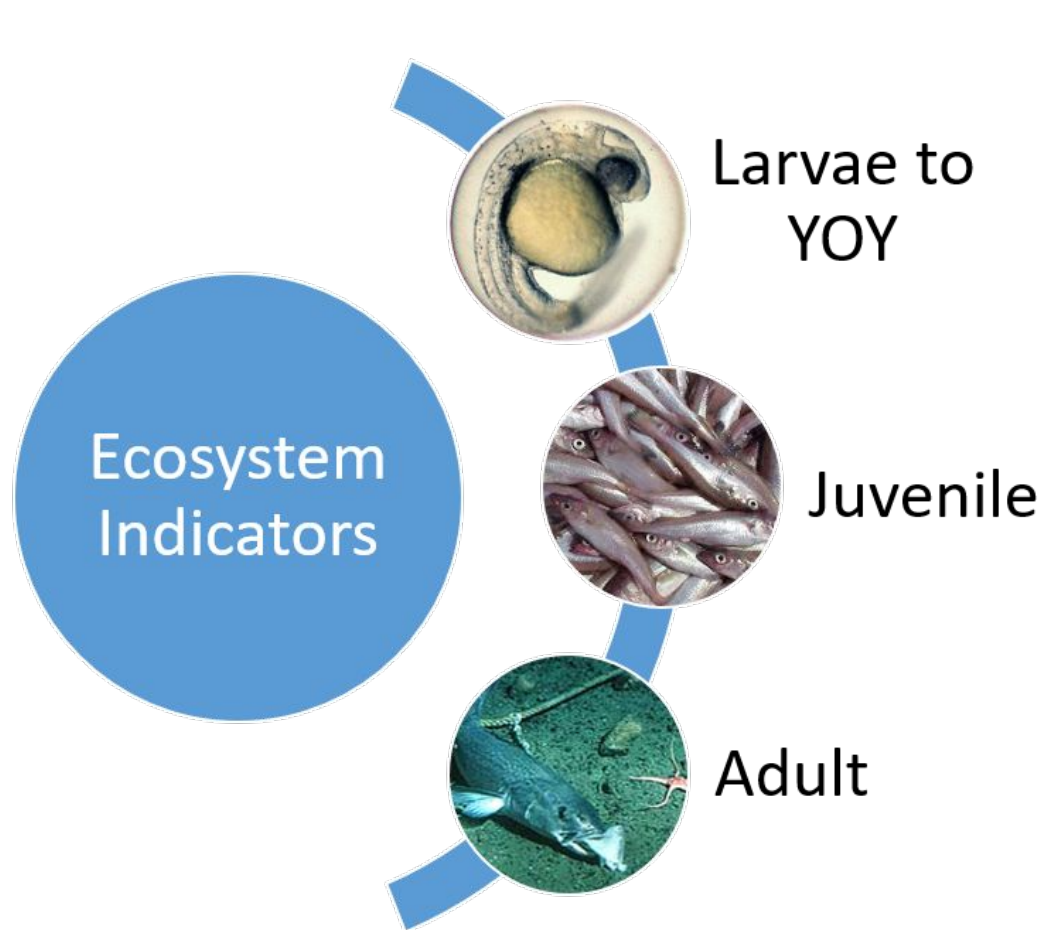 Ecosystem
Indicators
Larvae to
YOY
Juvenile
Adult